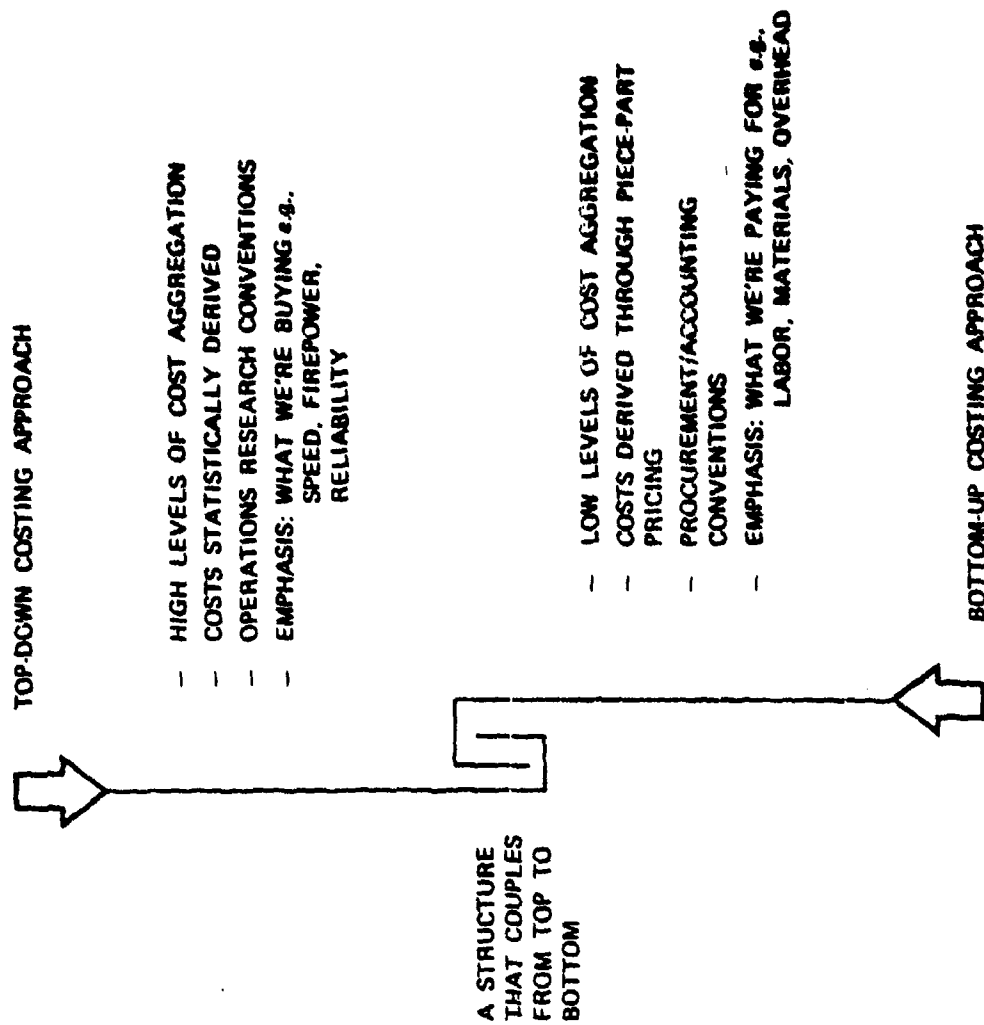 TOP-DOWN COSTING APPROACH
– HIGH LEVELS OF COST AGGREGATION
– COSTS STATISTICALLY DERIVED
– OPERATIONS RESEARCH CONVENTIONS
– EMPHASIS: WHAT WE'RE BUYING e.g.,
SPEED, FIREPOWER,
RELIABILITY
A STRUCTURE
THAT COUPLES
FROM TOP TO
BOTTOM
– LOW LEVELS OF COST AGGREGATION
– COSTS DERIVED THROUGH PIECE-PART
PRICING
– PROCUREMENT/ACCOUNTING
CONVENTIONS
– EMPHASIS: WHAT WE'RE PAYING FOR e.g.,
LABOR, MATERIALS, OVERHEAD
BOTTOM-UP COSTING APPROACH